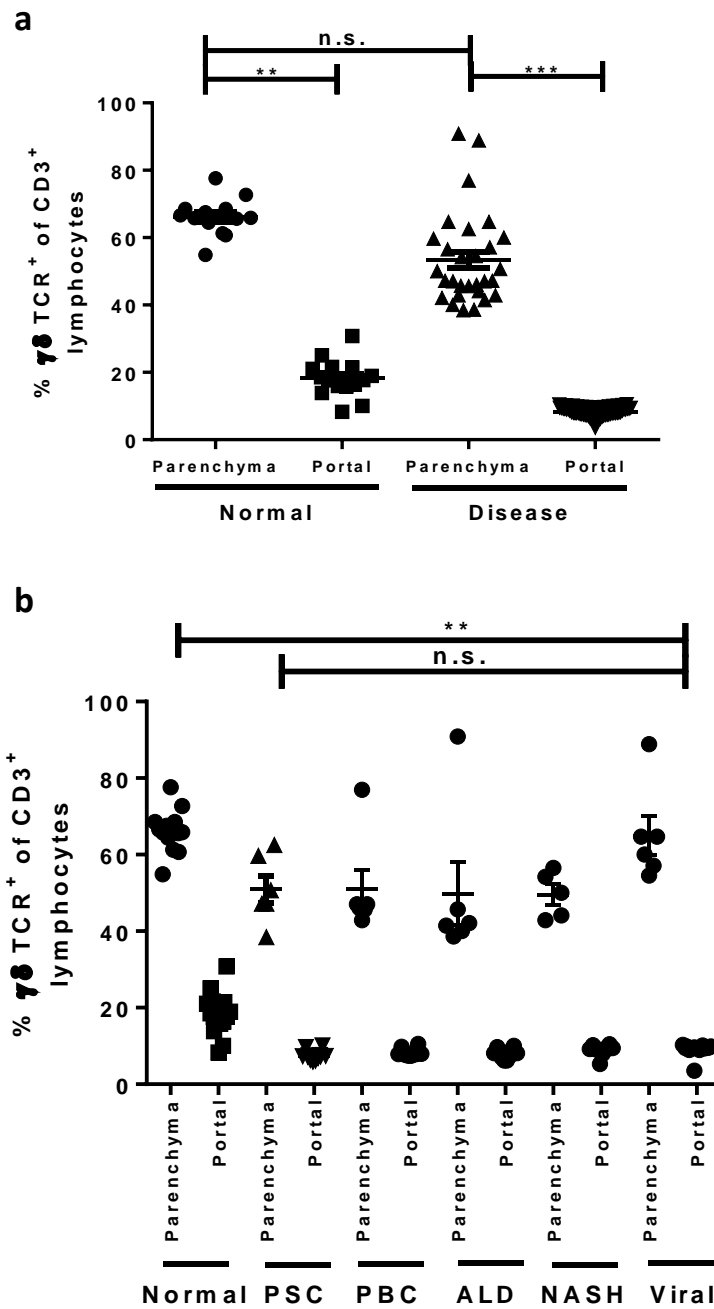 a
n.s.
** ***
100
80
60
40
20
0
% γδ TCR⁺ of CD3⁺
lymphocytes
Parenchyma Portal Parenchyma Portal
Normal Disease
b
**
n.s.
100
80
60
40
20
0
% γδ TCR⁺ of CD3⁺
lymphocytes
Parenchyma
Portal
Parenchyma
Portal
Parenchyma
Portal
Parenchyma
Portal
Parenchyma
Portal
Parenchyma
Portal
Normal PSC PBC ALD NASH Viral